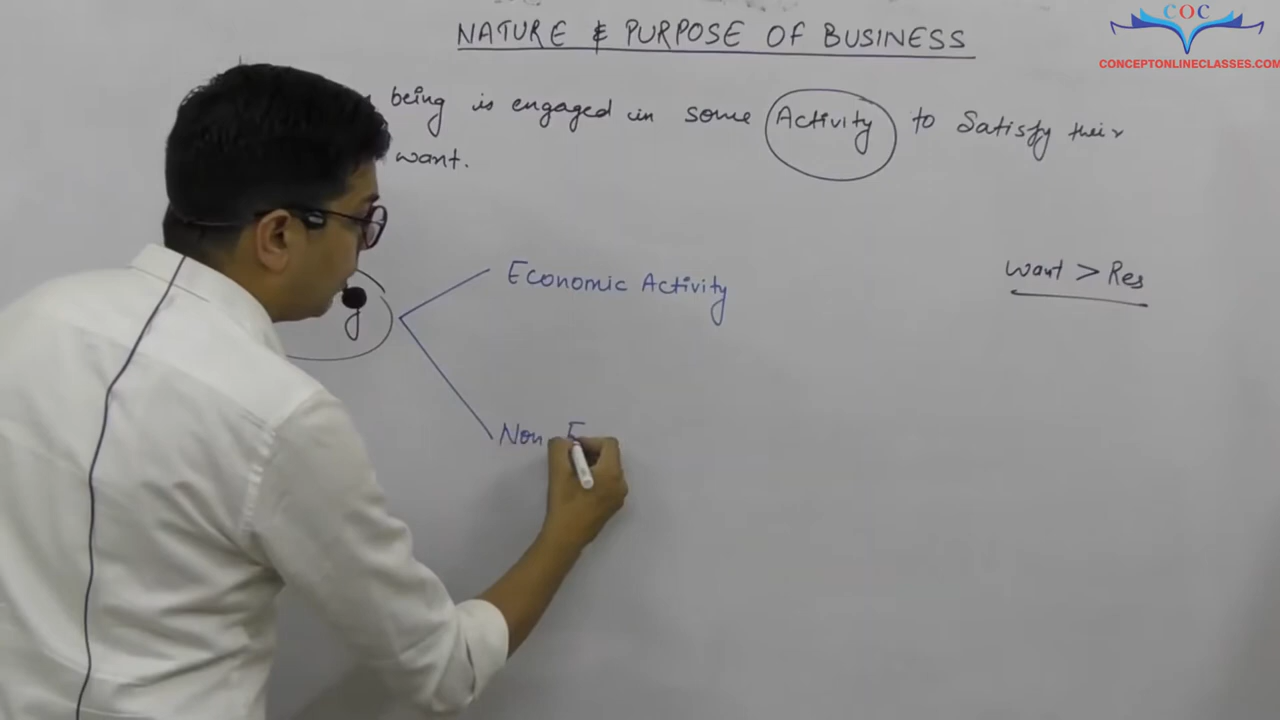 COC
CONCEPTONLINECLASSES.COM
NATURE & PURPOSE OF BUSINESS
being is engaged in some Activity to Satisfy their
want.
Economic Activity
Want > Res
y
Non - E